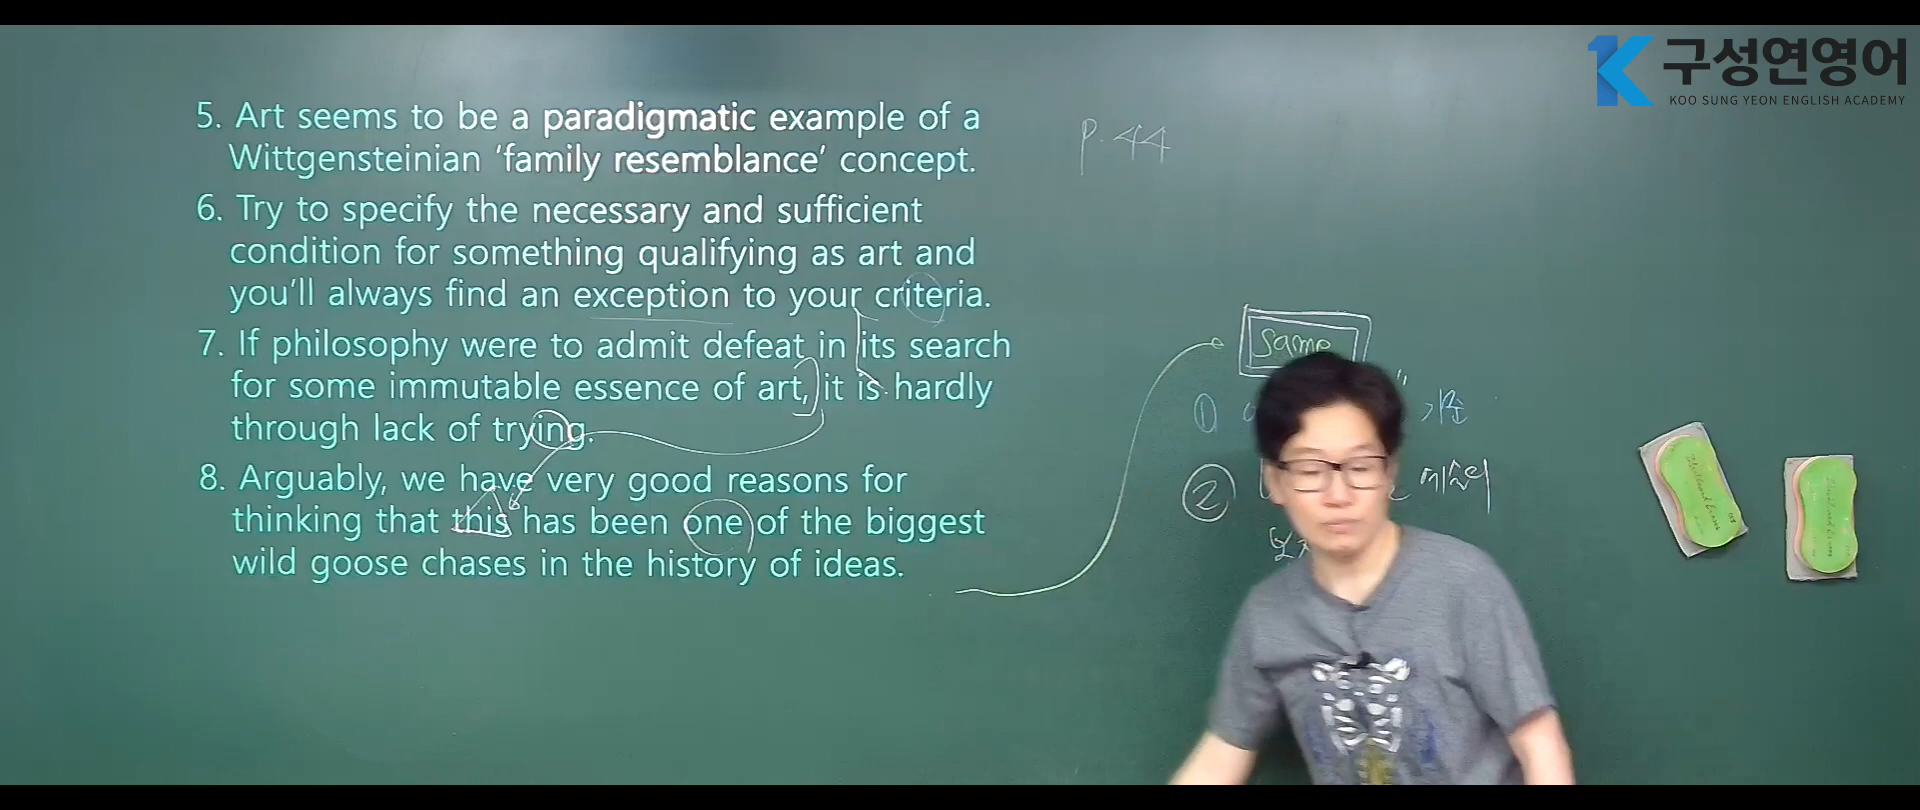 구성연영어
KOO SUNG YEON ENGLISH ACADEMY
5. Art seems to be a paradigmatic example of a
Wittgensteinian ‘family resemblance’ concept.
6. Try to specify the necessary and sufficient
condition for something qualifying as art and
you’ll always find an exception to your criteria.
7. If philosophy were to admit defeat in its search
for some immutable essence of art, it is hardly
through lack of trying.
8. Arguably, we have very good reasons for
thinking that this has been one of the biggest
wild goose chases in the history of ideas.
p.44
same
①
②